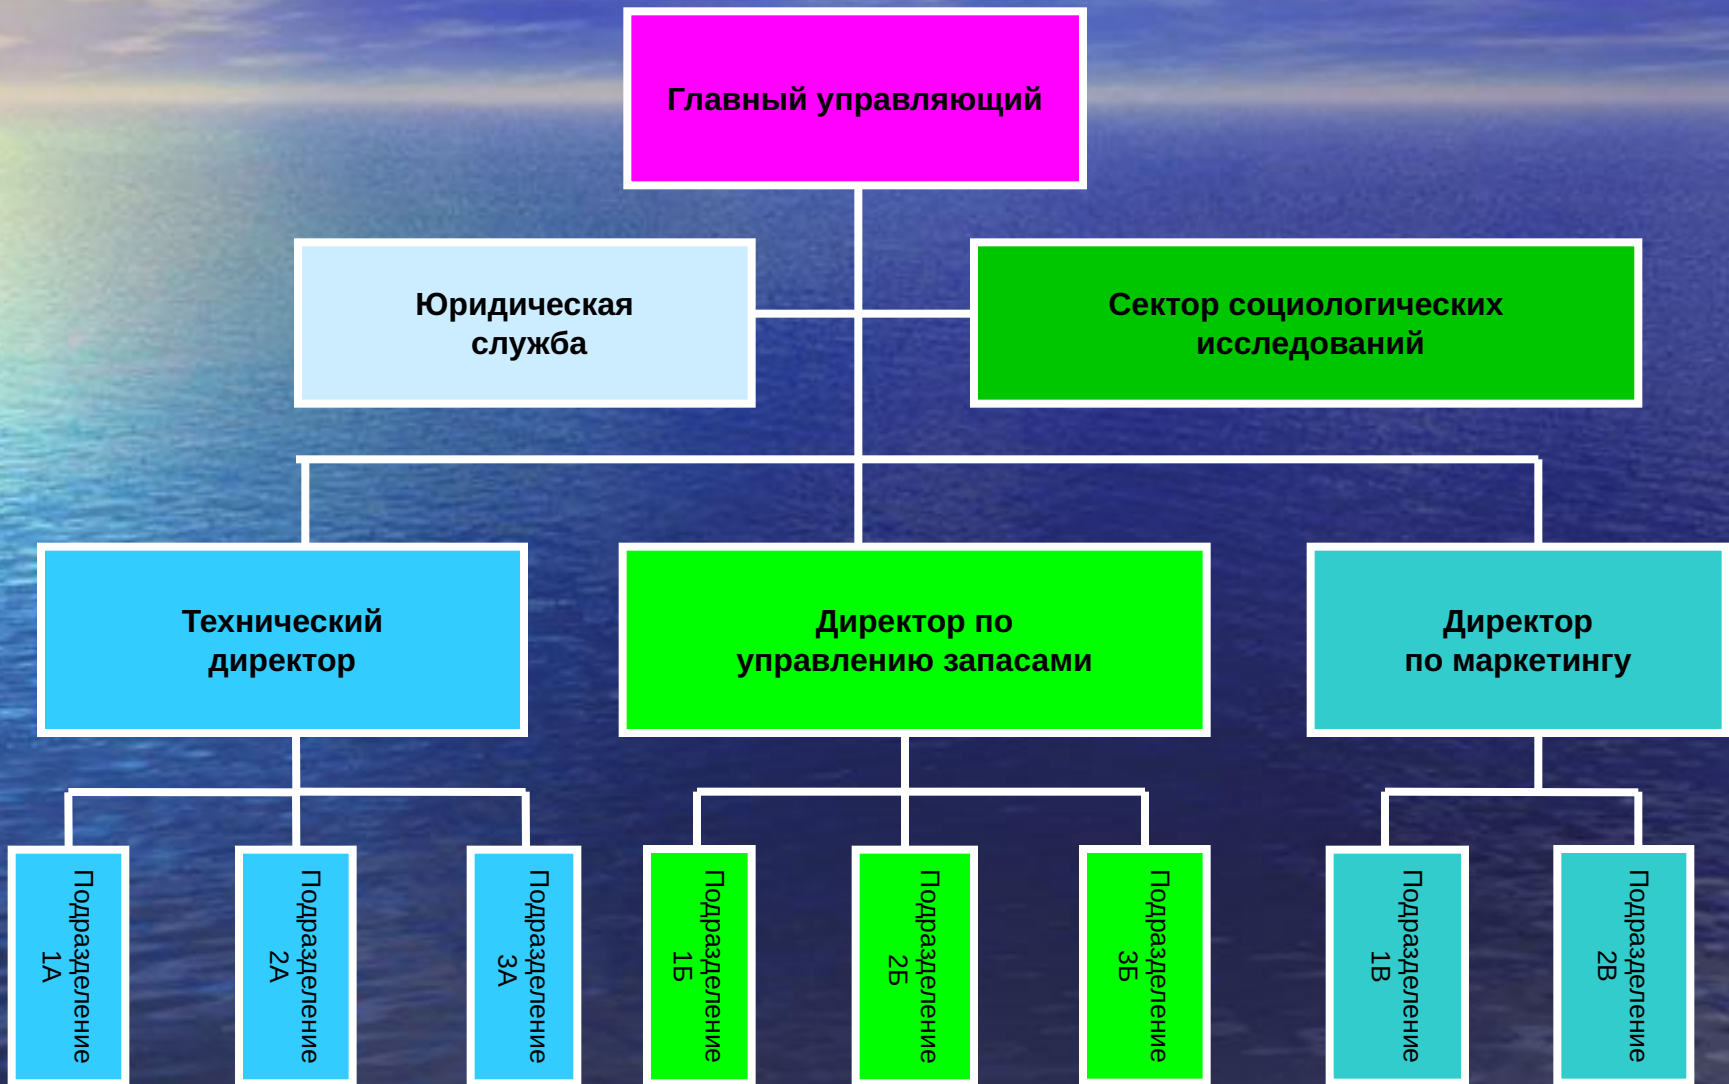 Главный управляющий
Юридическая
служба
Сектор социологических
исследований
Технический
директор
Директор по
управлению запасами
Директор
по маркетингу
Подразделение
1А
Подразделение
2А
Подразделение
3А
Подразделение
1Б
Подразделение
2Б
Подразделение
3Б
Подразделение
1В
Подразделение
2В